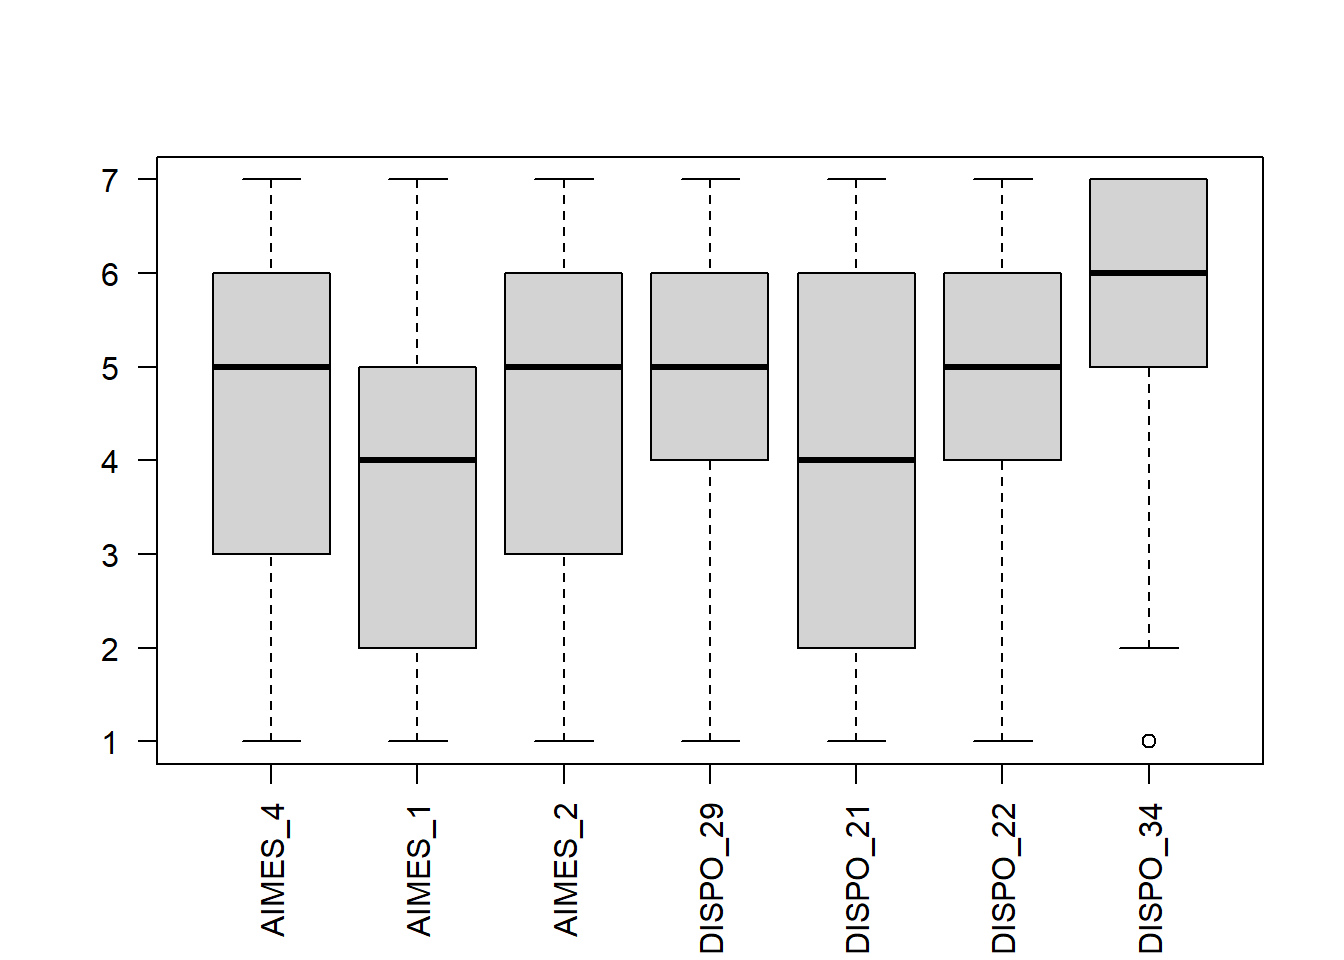 7
6
5
4
3
2
1
AIMES_4
AIMES_1
AIMES_2
DISPO_29
DISPO_21
DISPO_22
DISPO_34